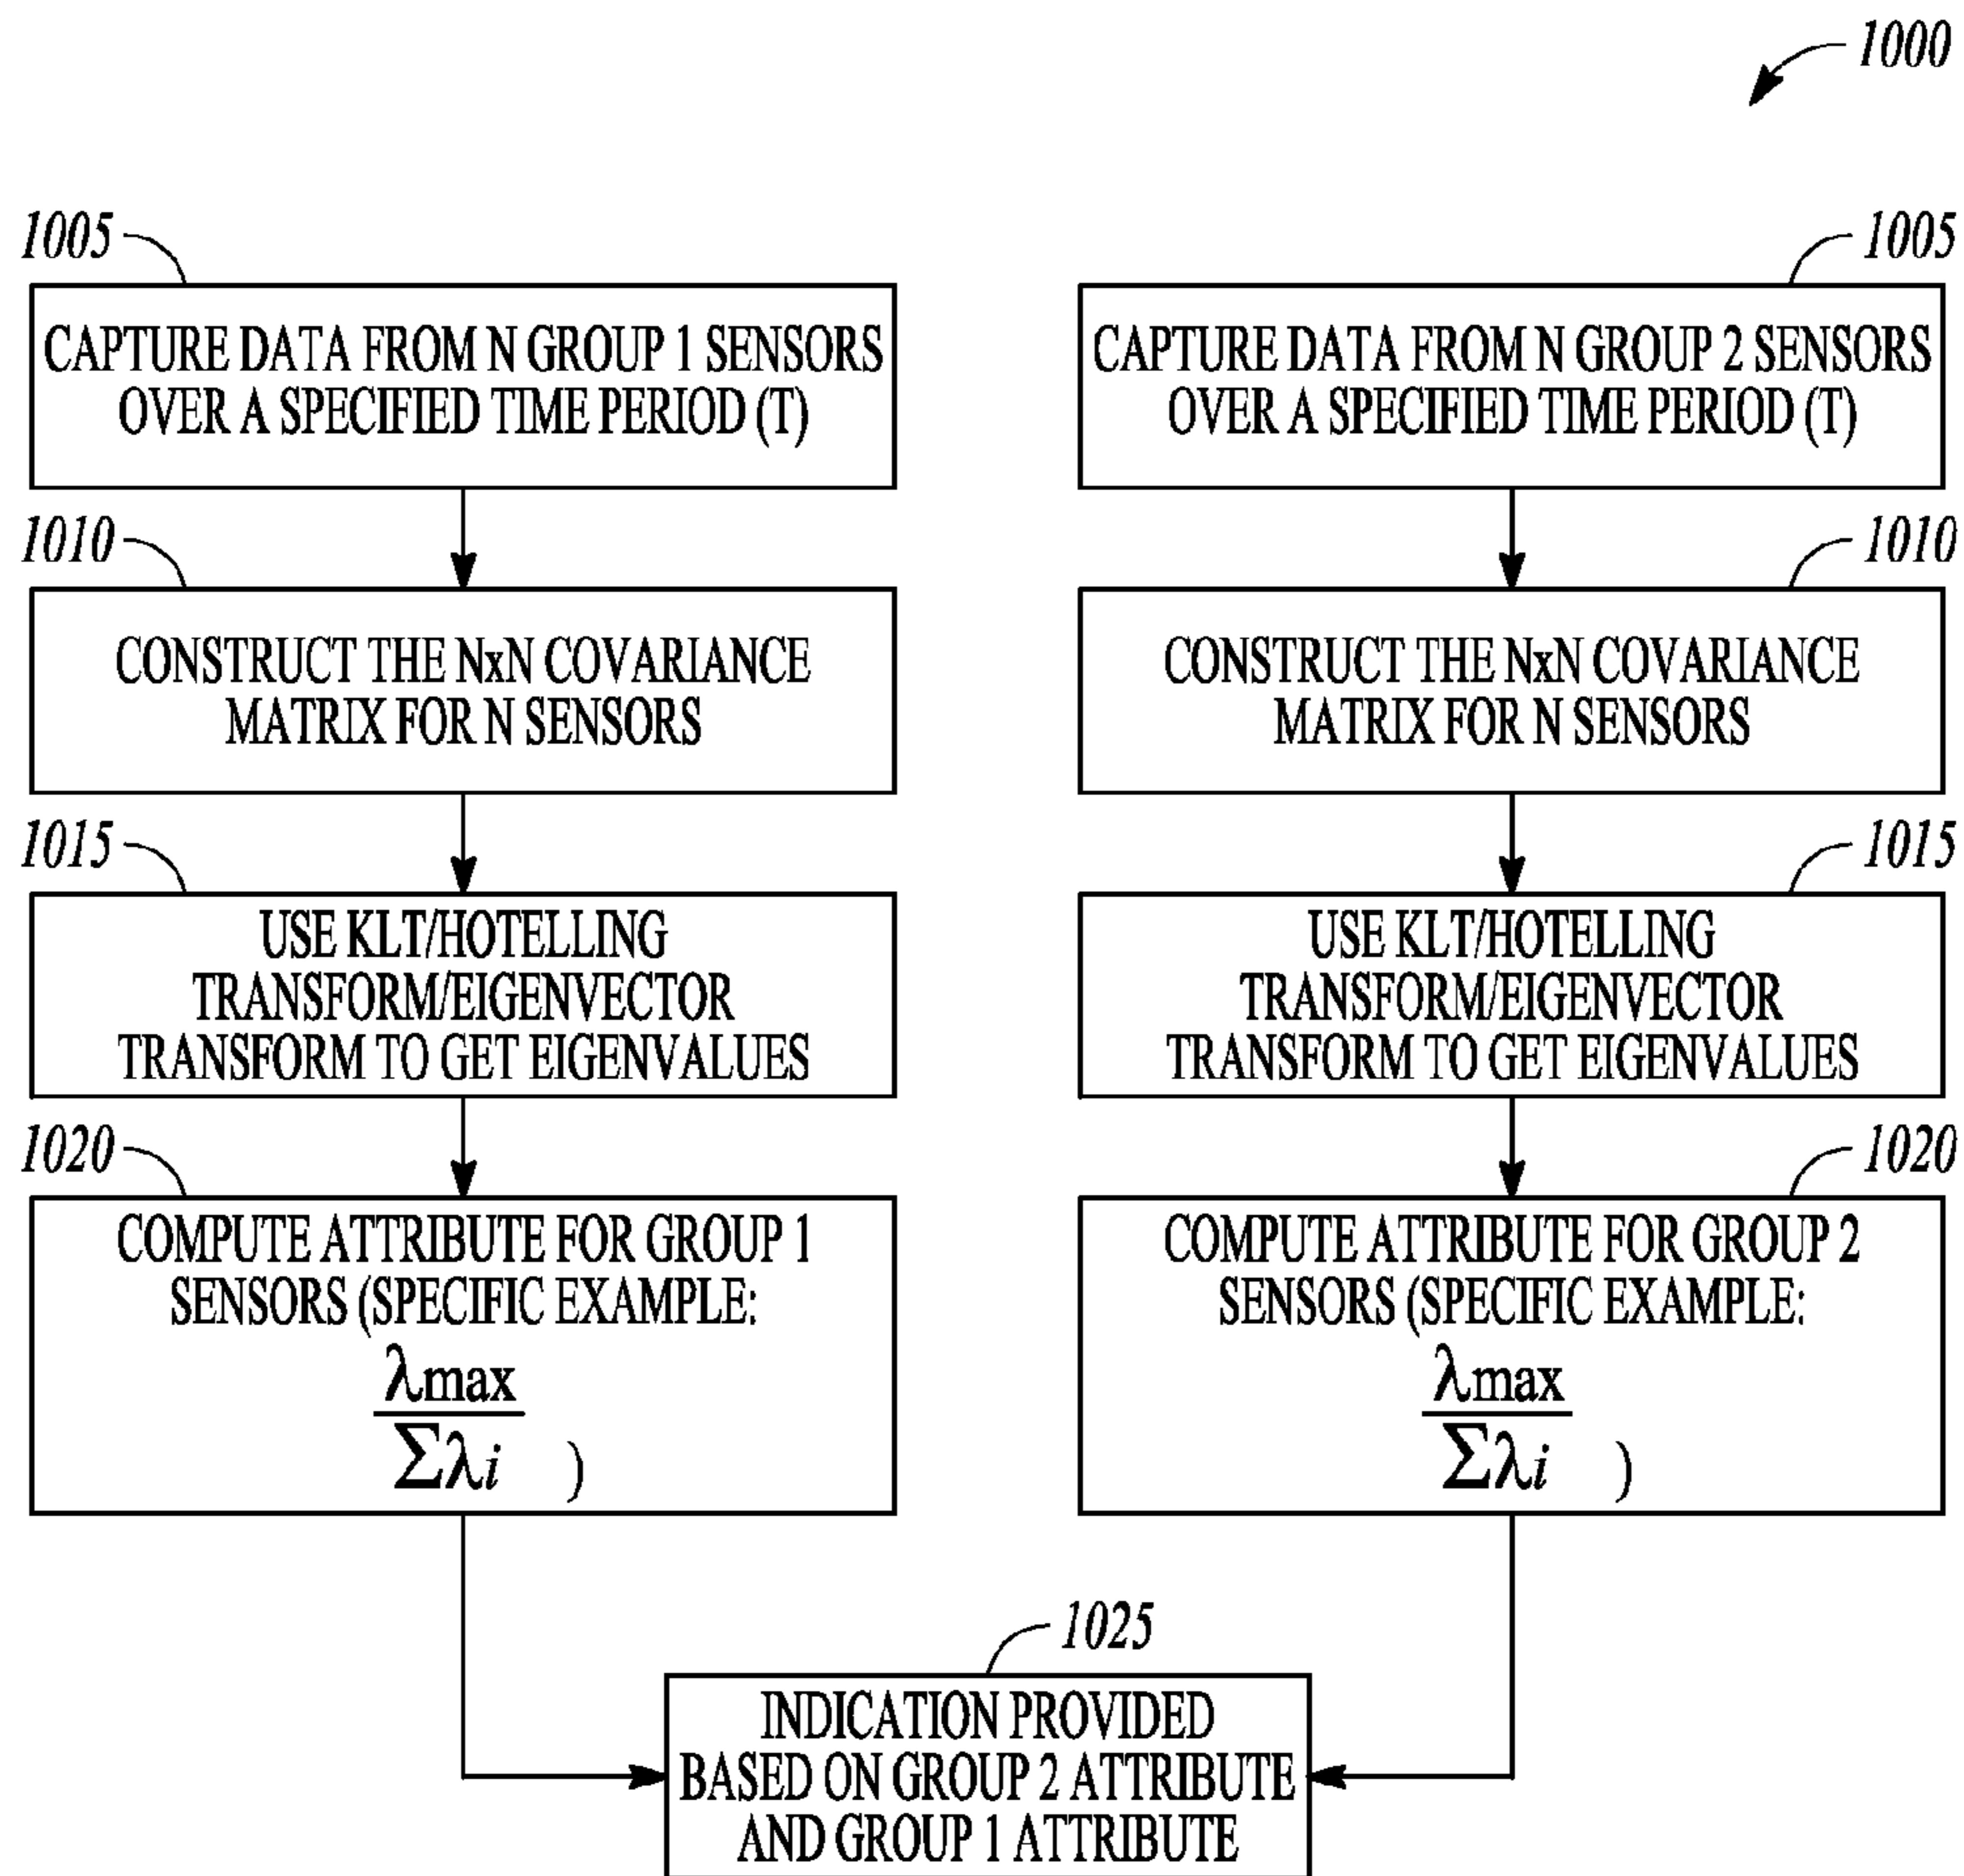 1000
1005
CAPTURE DATA FROM N GROUP 1 SENSORS
OVER A SPECIFIED TIME PERIOD (T)
1010
CONSTRUCT THE NxN COVARIANCE
MATRIX FOR N SENSORS
1015
USE KLT/HOTELLING
TRANSFORM/EIGENVECTOR
TRANSFORM TO GET EIGENVALUES
1020
COMPUTE ATTRIBUTE FOR GROUP 1
SENSORS (SPECIFIC EXAMPLE:
λmax
Σλi )
1005
CAPTURE DATA FROM N GROUP 2 SENSORS
OVER A SPECIFIED TIME PERIOD (T)
1010
CONSTRUCT THE NxN COVARIANCE
MATRIX FOR N SENSORS
1015
USE KLT/HOTELLING
TRANSFORM/EIGENVECTOR
TRANSFORM TO GET EIGENVALUES
1020
COMPUTE ATTRIBUTE FOR GROUP 2
SENSORS (SPECIFIC EXAMPLE:
λmax
Σλi )
1025
INDICATION PROVIDED
BASED ON GROUP 2 ATTRIBUTE
AND GROUP 1 ATTRIBUTE